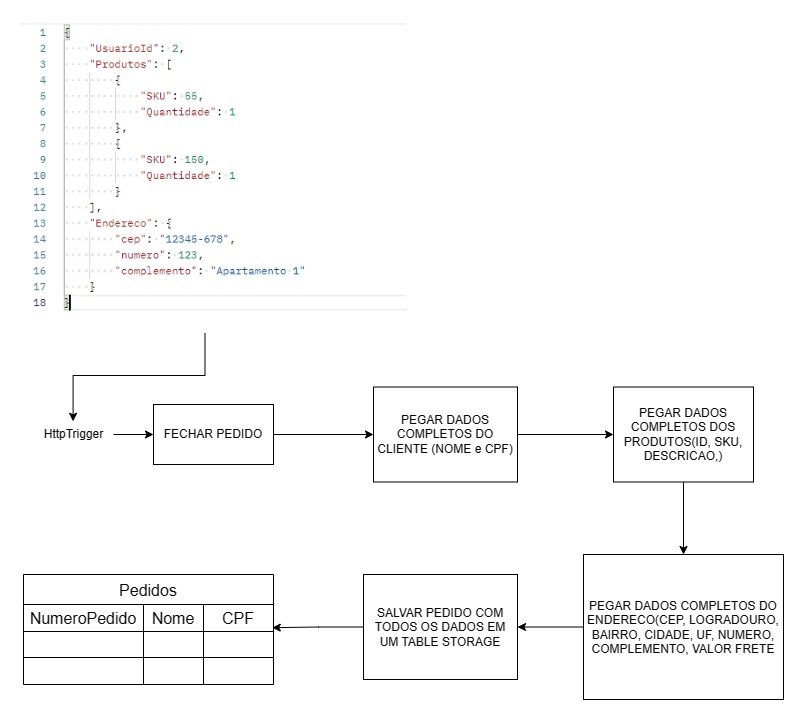 1 {
2 "UsuarioId": 2,
3 "Produtos": [
4 {
5 "SKU": 55,
6 "Quantidade": 1
7 },
8 {
9 "SKU": 150,
10 "Quantidade": 1
11 }
12 ],
13 "Endereco": {
14 "cep": "12345-678",
15 "numero": 123,
16 "complemento": "Apartamento 1"
17 }
18 }
HttpTrigger
FECHAR PEDIDO
PEGAR DADOS
COMPLETOS DO
CLIENTE (NOME e CPF)
PEGAR DADOS
COMPLETOS DOS
PRODUTOS(ID, SKU,
DESCRICAO,)
PEGAR DADOS COMPLETOS DO
ENDERECO(CEP, LOGRADOURO,
BAIRRO, CIDADE, UF, NUMERO,
COMPLEMENTO, VALOR FRETE
SALVAR PEDIDO COM
TODOS OS DADOS EM
UM TABLE STORAGE
Pedidos
NumeroPedido Nome CPF